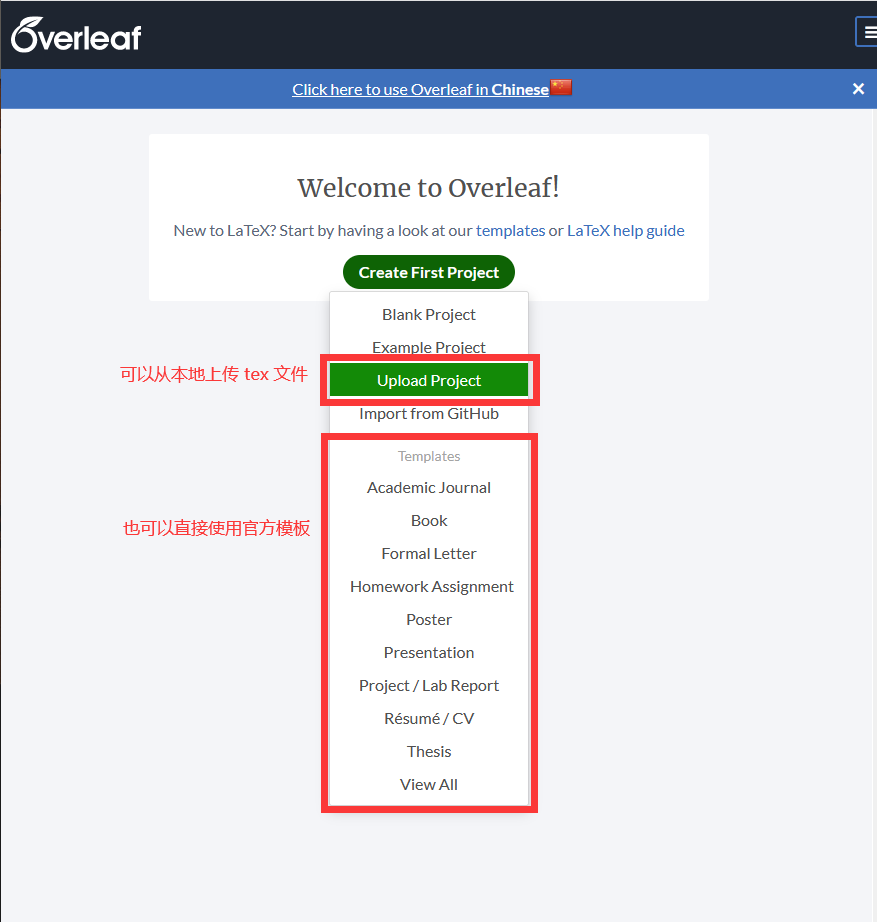 Overleaf
Click here to use Overleaf in Chinese
Welcome to Overleaf!
New to LaTeX? Start by having a look at our templates or LaTeX help guide
Create First Project
Blank Project
Example Project
可以从本地上传 tex 文件
Upload Project
Import from GitHub
Templates
Academic Journal
Book
也可以直接使用官方模板
Formal Letter
Homework Assignment
Poster
Presentation
Project / Lab Report
Résumé / CV
Thesis
View All